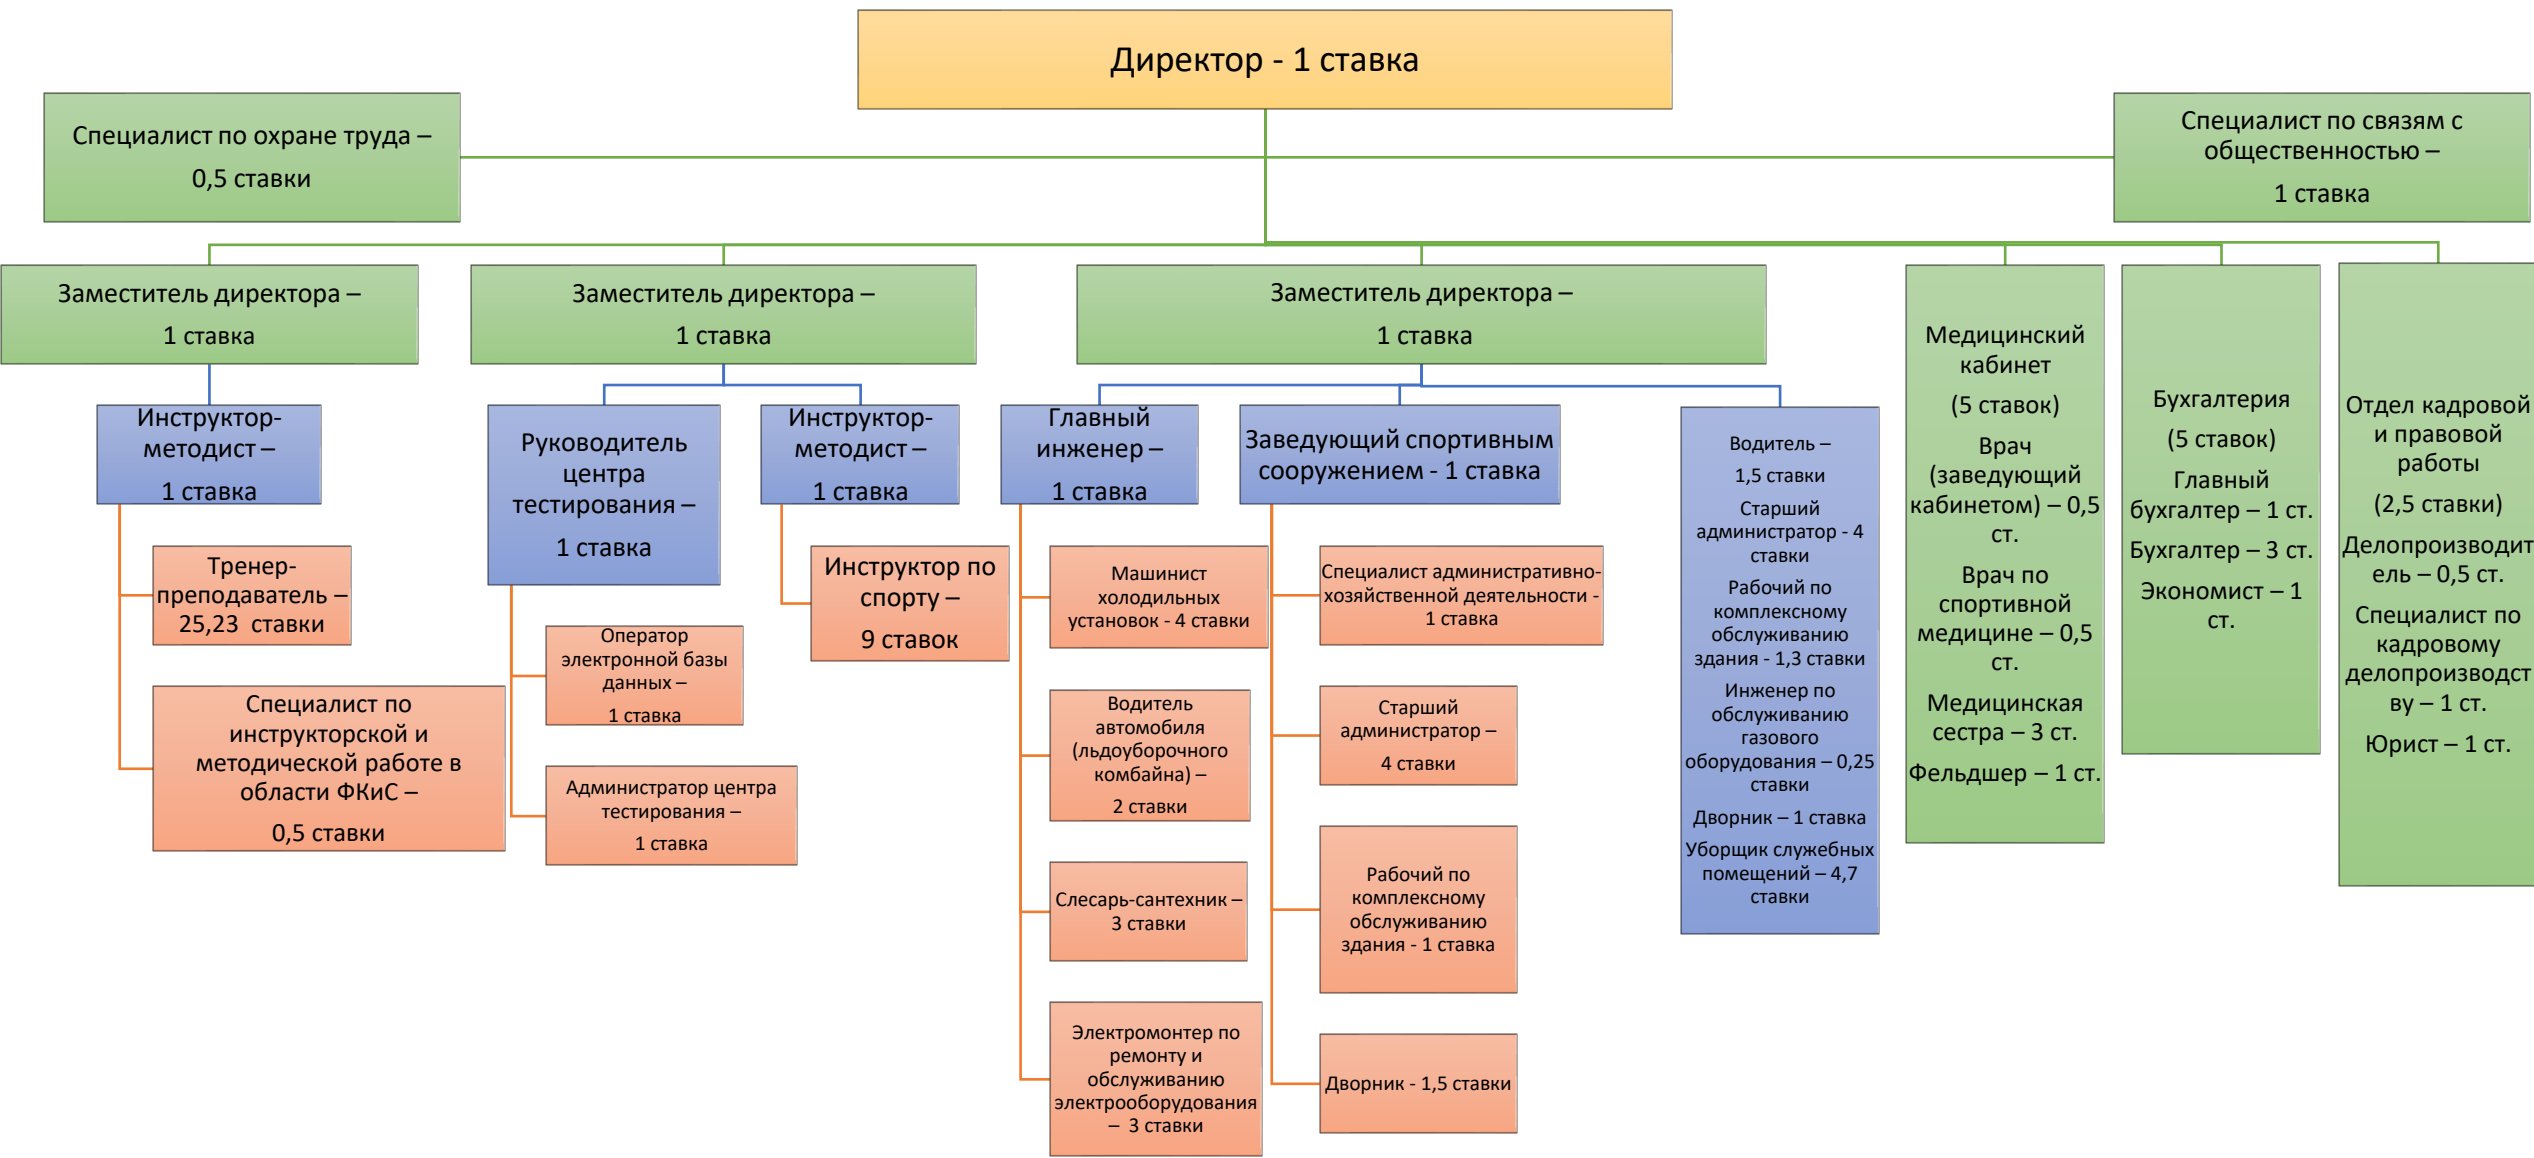 Директор - 1 ставка
Специалист по охране труда –
0,5 ставки
Специалист по связям с
общественностью –
1 ставка
Заместитель директора –
1 ставка
Заместитель директора –
1 ставка
Заместитель директора –
1 ставка
Инструктор-
методист –
1 ставка
Тренер-
преподаватель –
25,23 ставки
Специалист по
инструкторской и
методической работе в
области ФКиС –
0,5 ставки
Руководитель
центра
тестирования –
1 ставка
Оператор
электронной базы
данных –
1 ставка
Администратор центра
тестирования –
1 ставка
Инструктор-
методист –
1 ставка
Инструктор по
спорту –
9 ставок
Главный
инженер –
1 ставка
Машинист
холодильных
установок - 4 ставки
Водитель
автомобиля
(льдоуборочного
комбайна) –
2 ставки
Слесарь-сантехник –
3 ставки
Электромонтер по
ремонту и
обслуживанию
электрооборудования
– 3 ставки
Заведующий спортивным
сооружением - 1 ставка
Специалист административно-
хозяйственной деятельности -
1 ставка
Старший
администратор –
4 ставки
Рабочий по
комплексному
обслуживанию
здания - 1 ставка
Дворник - 1,5 ставки
Водитель –
1,5 ставки
Старший
администратор - 4
ставки
Рабочий по
комплексному
обслуживанию
здания - 1,3 ставки
Инженер по
обслуживанию
газового
оборудования – 0,25
ставки
Дворник – 1 ставка
Уборщик служебных
помещений – 4,7
ставки
Медицинский
кабинет
(5 ставок)
Врач
(заведующий
кабинетом) – 0,5
ст.
Врач по
спортивной
медицине – 0,5
ст.
Медицинская
сестра – 3 ст.
Фельдшер – 1 ст.
Бухгалтерия
(5 ставок)
Главный
бухгалтер – 1 ст.
Бухгалтер – 3 ст.
Экономист – 1
ст.
Отдел кадровой
и правовой
работы
(2,5 ставки)
Делопроизводит
ель – 0,5 ст.
Специалист по
кадровому
делопроизводст
ву – 1 ст.
Юрист – 1 ст.